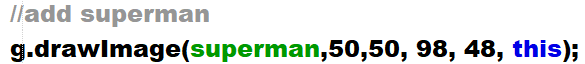 //add superman
g.drawImage(superman,50,50, 98, 48, this);